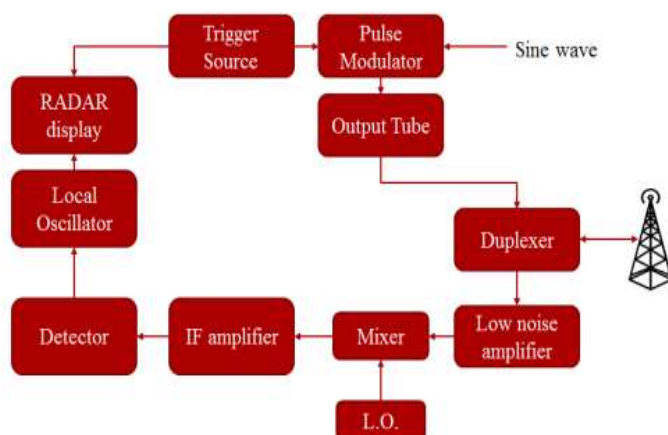 Trigger
Source
Pulse
Modulator
Sine wave
RADAR
display
Output Tube
Local
Oscillator
Duplexer
Detector
IF amplifier
Mixer
Low noise
amplifier
L.O.